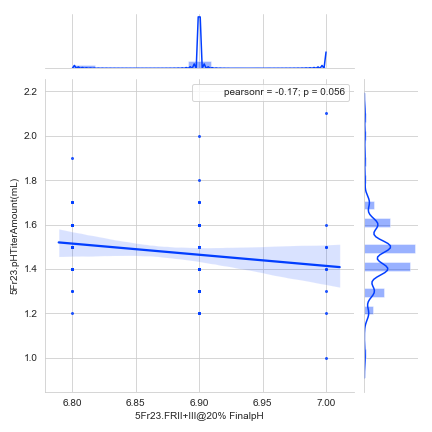 pearsonr = -0.17; p = 0.056
2.2
2.0
1.8
1.6
1.4
1.2
1.0
5Fr23.pHTiterAmount(mL)
6.80 6.85 6.90 6.95 7.00
5Fr23.FRII+III@20% FinalpH